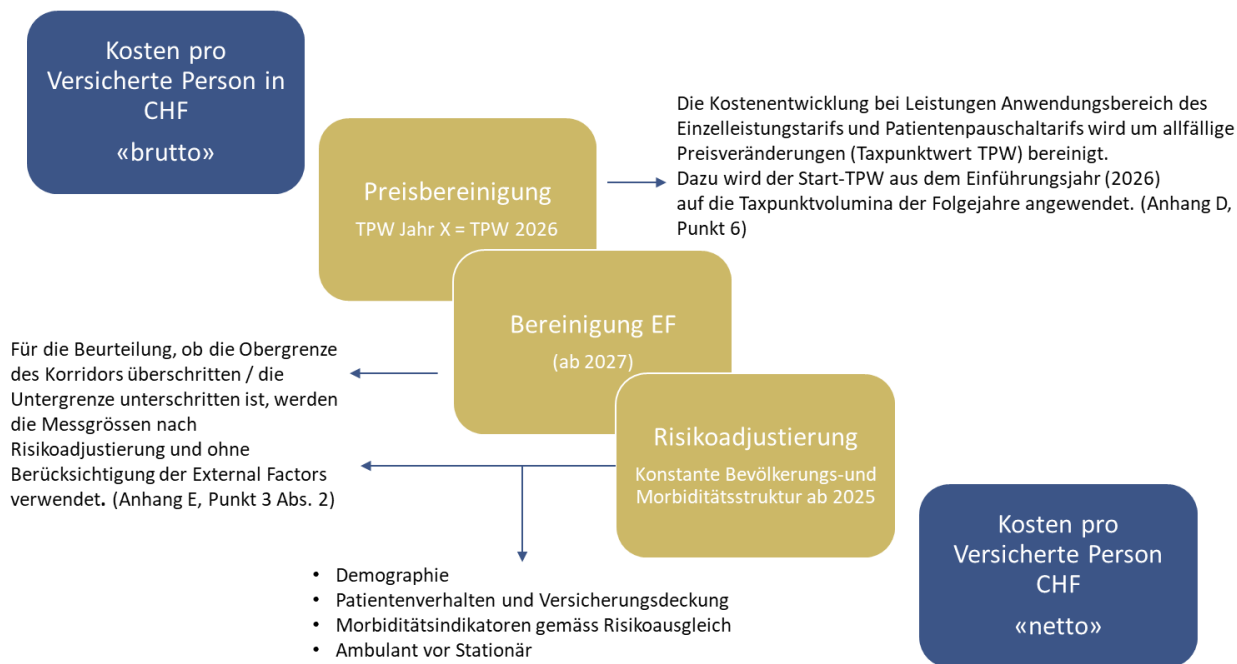 Kosten pro
Versicherte Person in
CHF
«brutto»
Preisbereinigung
TPW Jahr X = TPW 2026
Die Kostenentwicklung bei Leistungen Anwendungsbereich des
Einzelleistungstarifs und Patientenpauschaltarifs wird um allfällige
Preisveränderungen (Taxpunktwert TPW) bereinigt.
Dazu wird der Start-TPW aus dem Einführungsjahr (2026)
auf die Taxpunktvolumina der Folgejahre angewendet. (Anhang D,
Punkt 6)
Bereinigung EF
(ab 2027)
Für die Beurteilung, ob die Obergrenze
des Korridors überschritten / die
Untergrenze unterschritten ist, werden
die Messgrössen nach
Risikoadjustierung und ohne
Berücksichtigung der External Factors
verwendet. (Anhang E, Punkt 3 Abs. 2)
Risikoadjustierung
Konstante Bevölkerungs-und
Morbiditätsstruktur ab 2025
• Demographie
• Patientenverhalten und Versicherungsdeckung
• Morbiditätsindikatoren gemäss Risikoausgleich
• Ambulant vor Stationär
Kosten pro
Versicherte Person
CHF
«netto»